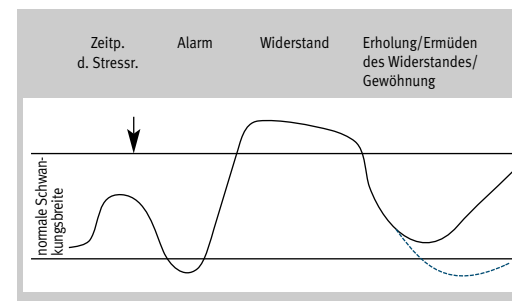 Zeitp.
d. Stressr.
Alarm
Widerstand
Erholung/Ermüden
des Widerstandes/
Gewöhnung
normale Schwan-
kungsbreite